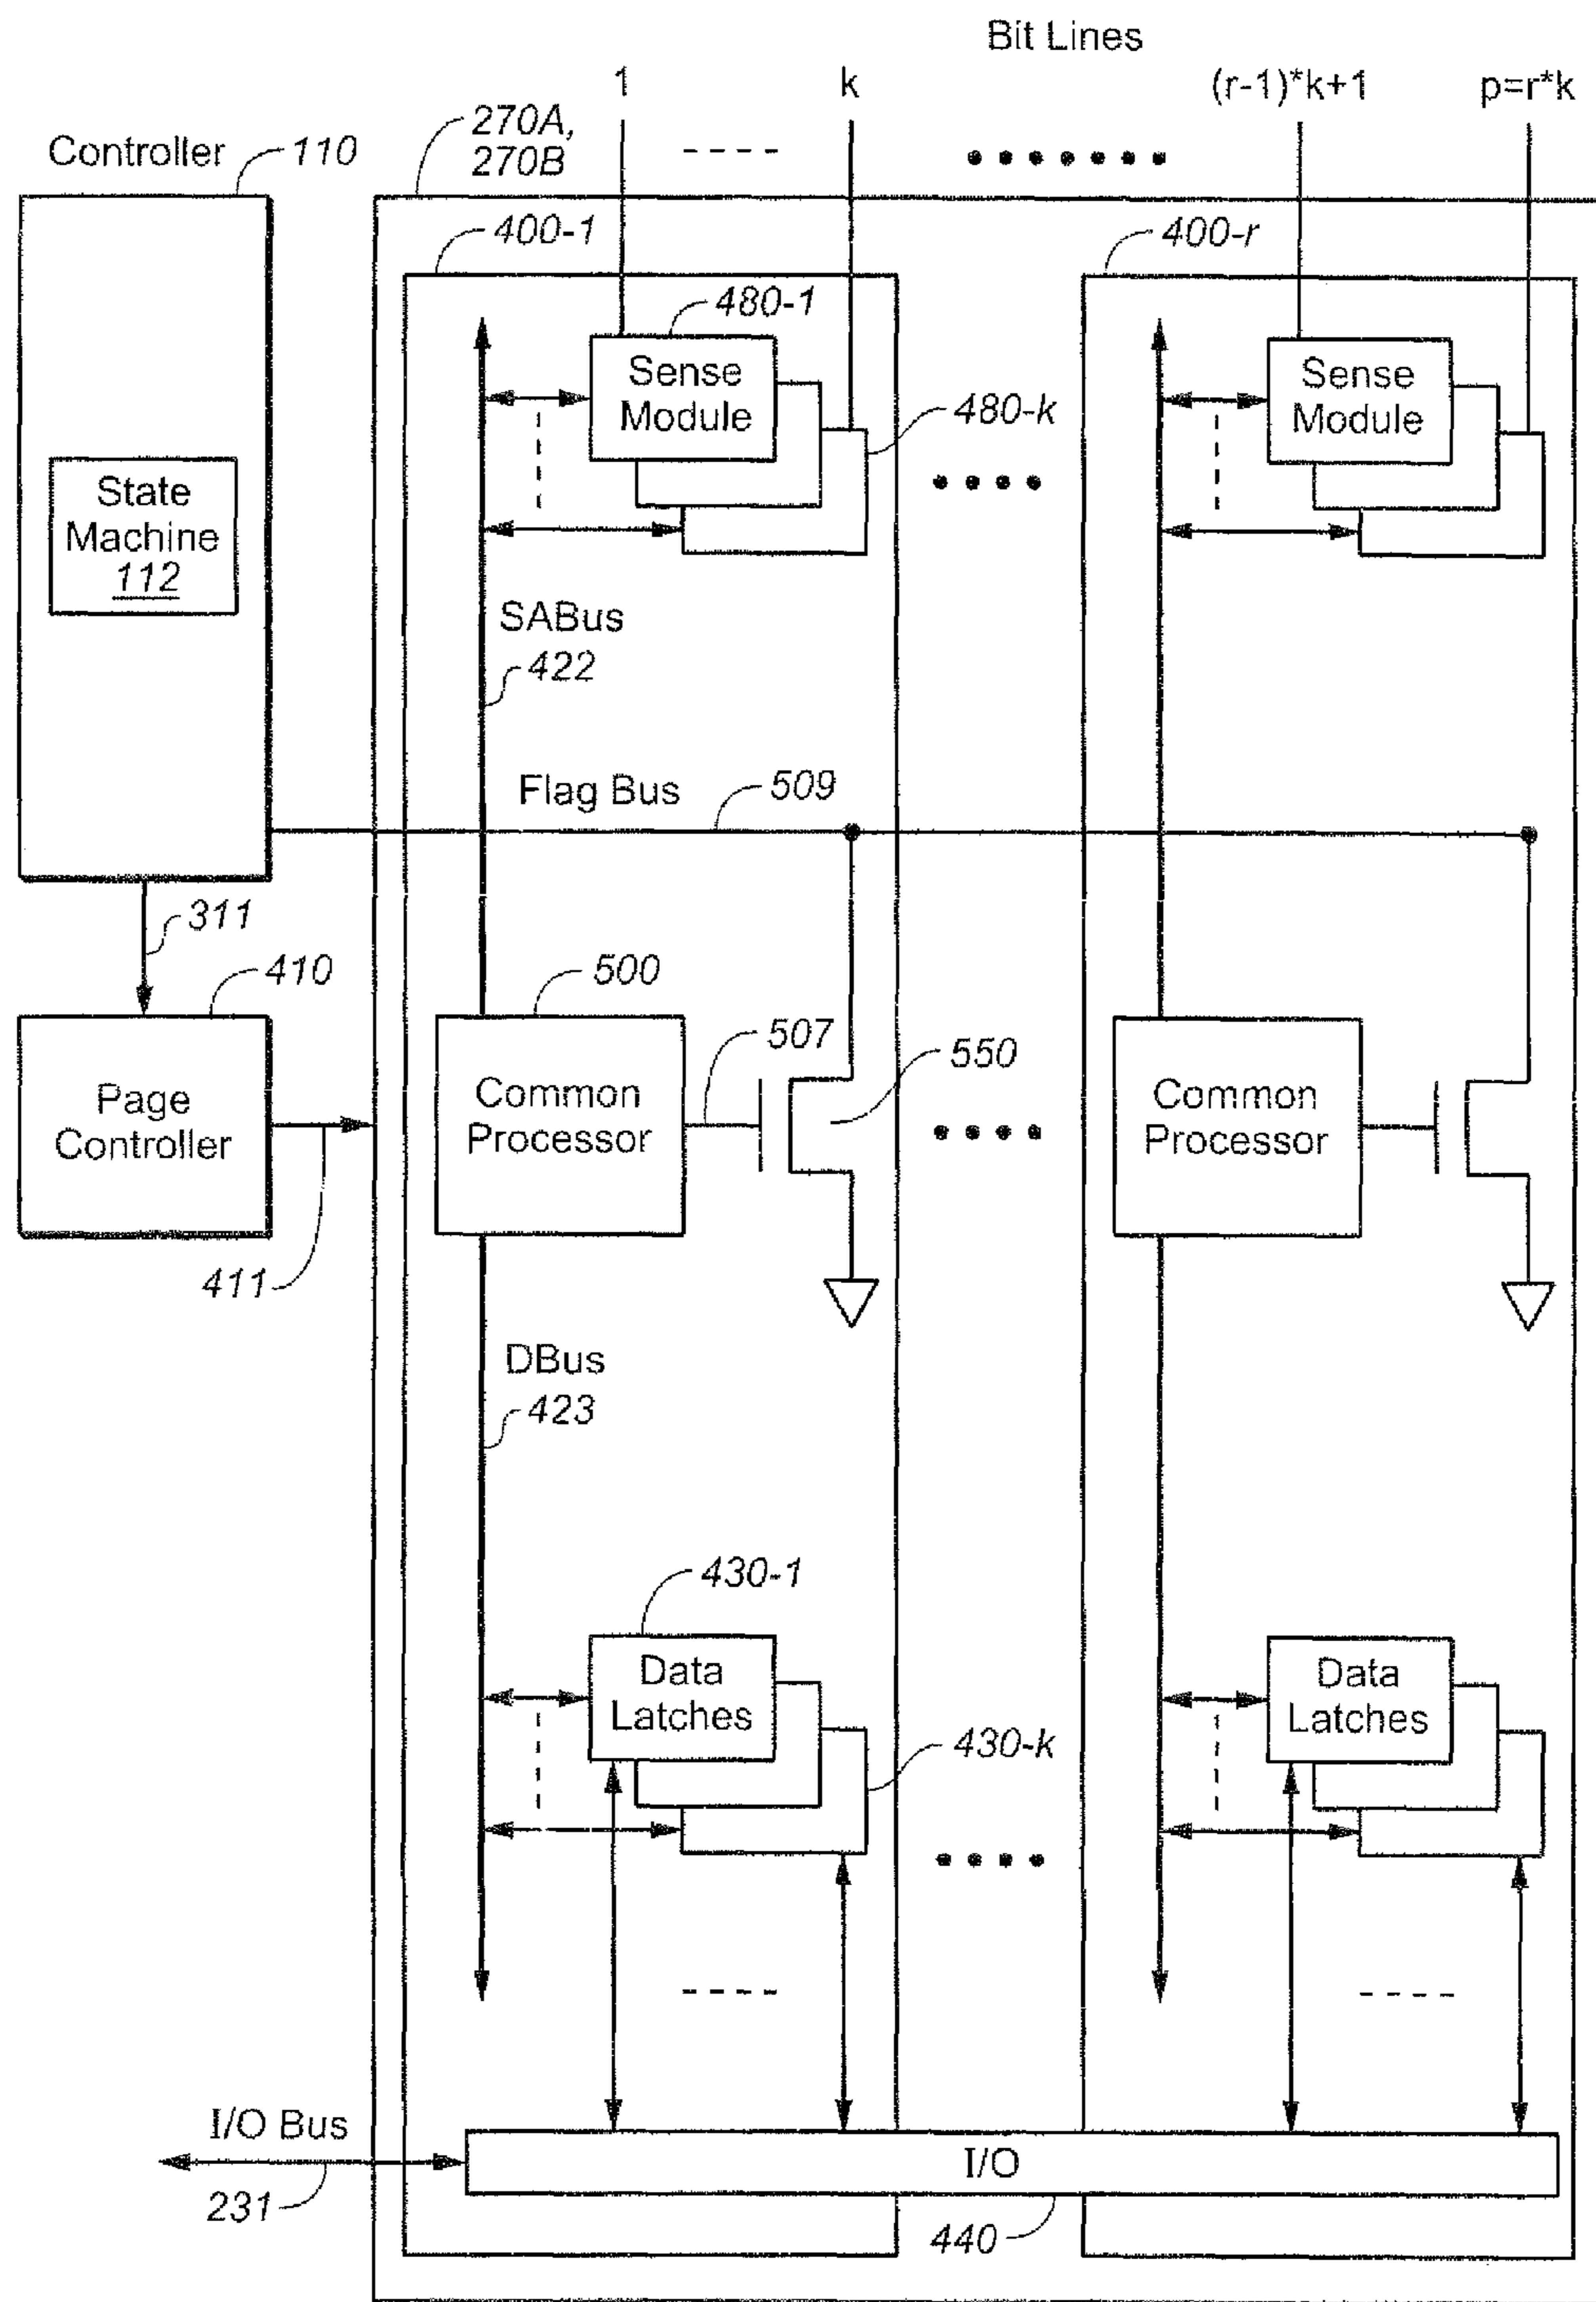 Bit Lines
1
k
(r-1)*k+1
p=r*k
Controller
110
270A,
270B
400-1
400-r
480-1
Sense
Module
Sense
Module
480-k
State
Machine
112
SABus
422
Flag Bus
509
311
410
500
507
550
Page
Controller
Common
Processor
Common
Processor
411
DBus
423
430-1
Data
Latches
Data
Latches
430-k
I/O Bus
I/O
231
440